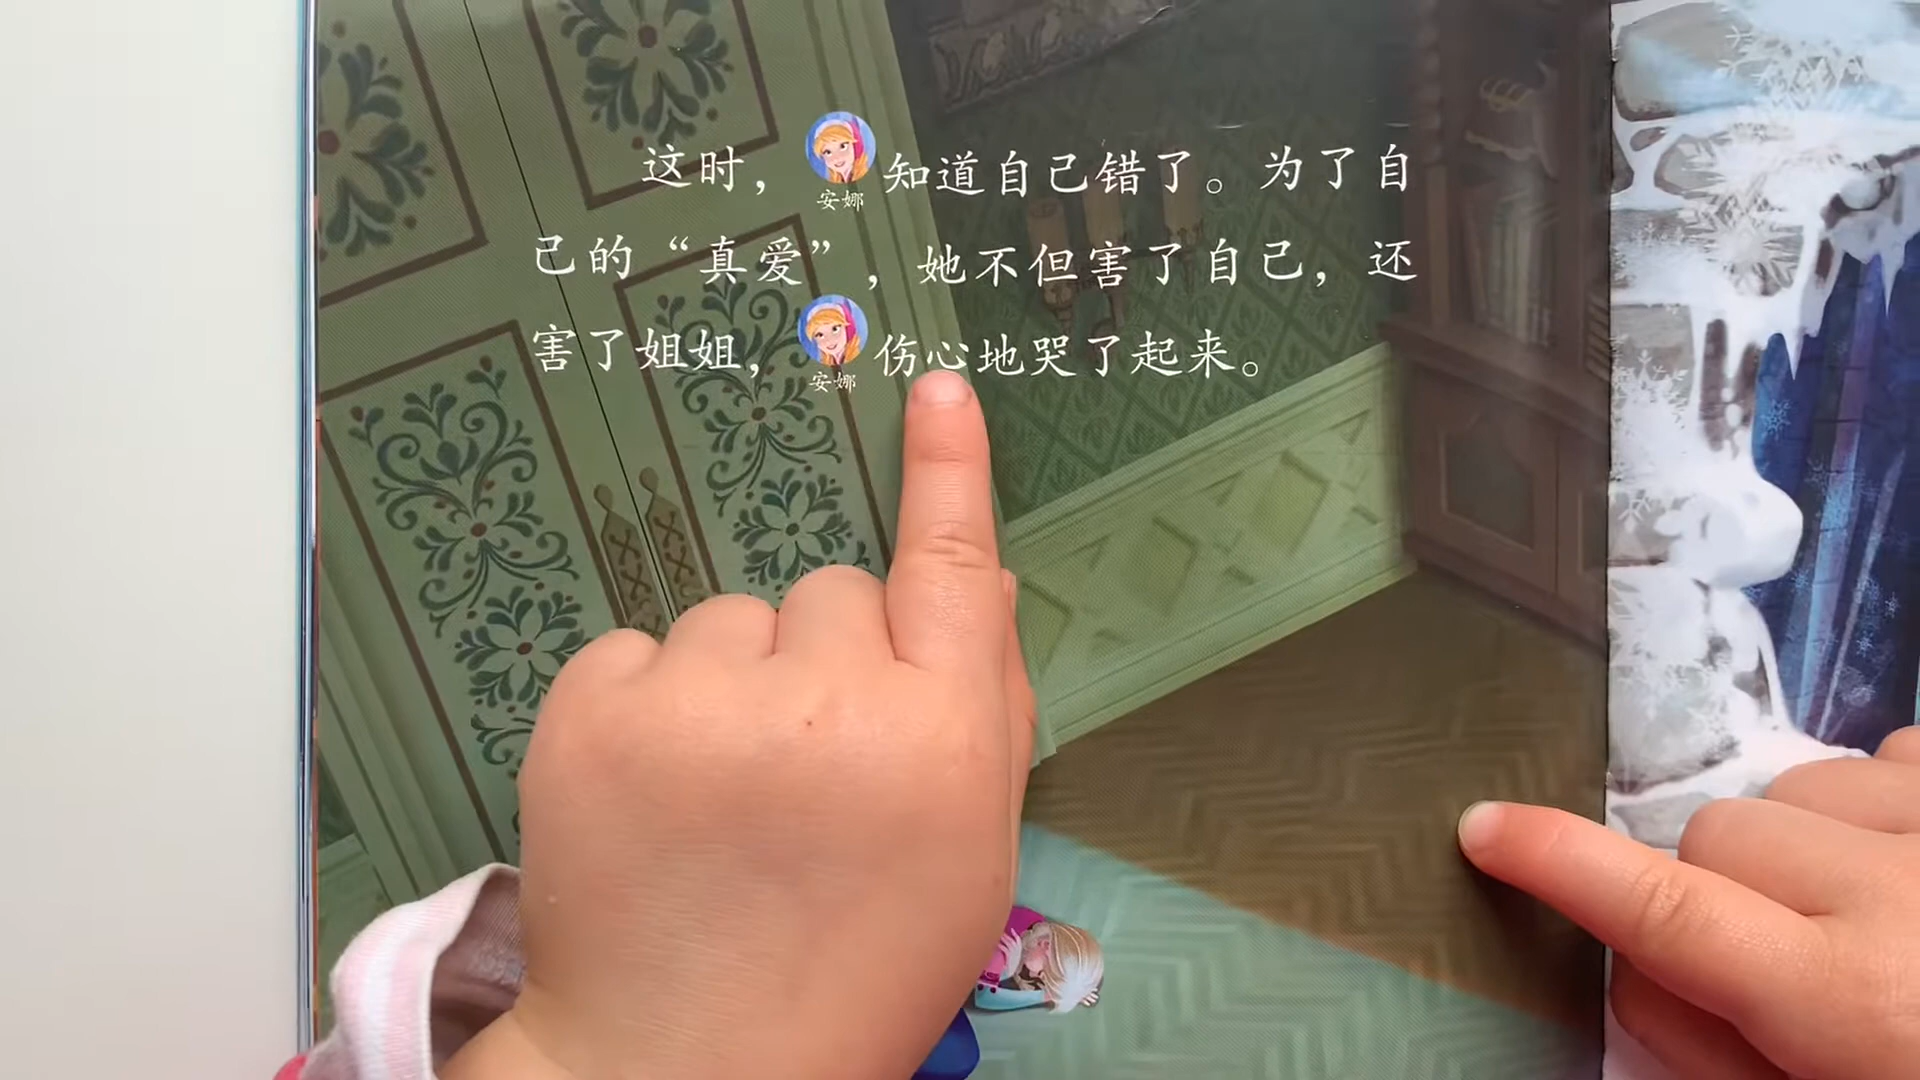 这时，安娜知道自己错了。为了自
己的“真爱”，她不但害了自己，还
害了姐姐，安娜伤心地哭了起来。